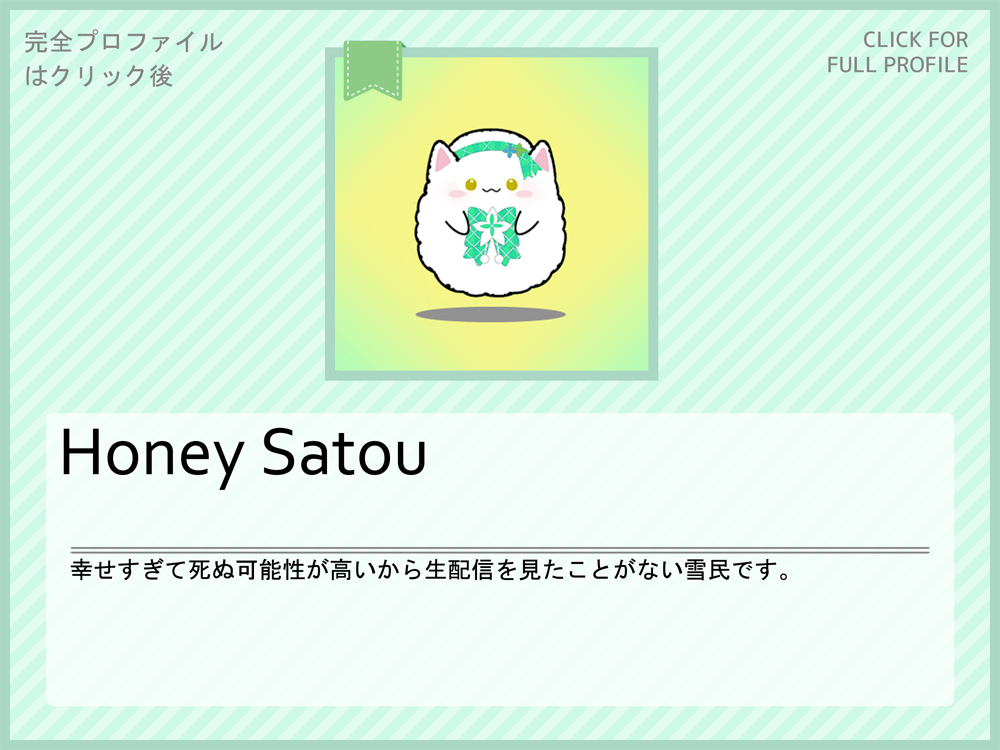 完全プロファイル
はクリック後
CLICK FOR
FULL PROFILE
Honey Satou
幸せすぎて死ぬ可能性が高いから生配信を見たことがない雪民です。